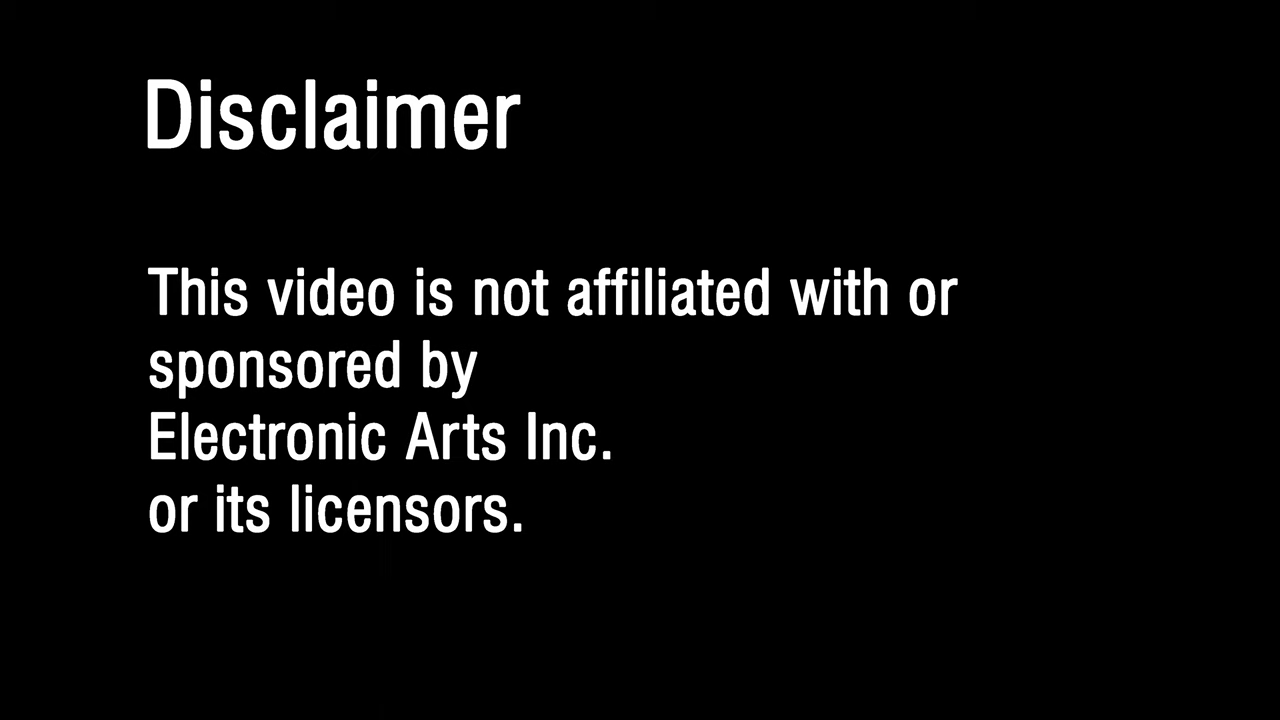 Disclaimer
This video is not affiliated with or
sponsored by
Electronic Arts Inc.
or its licensors.